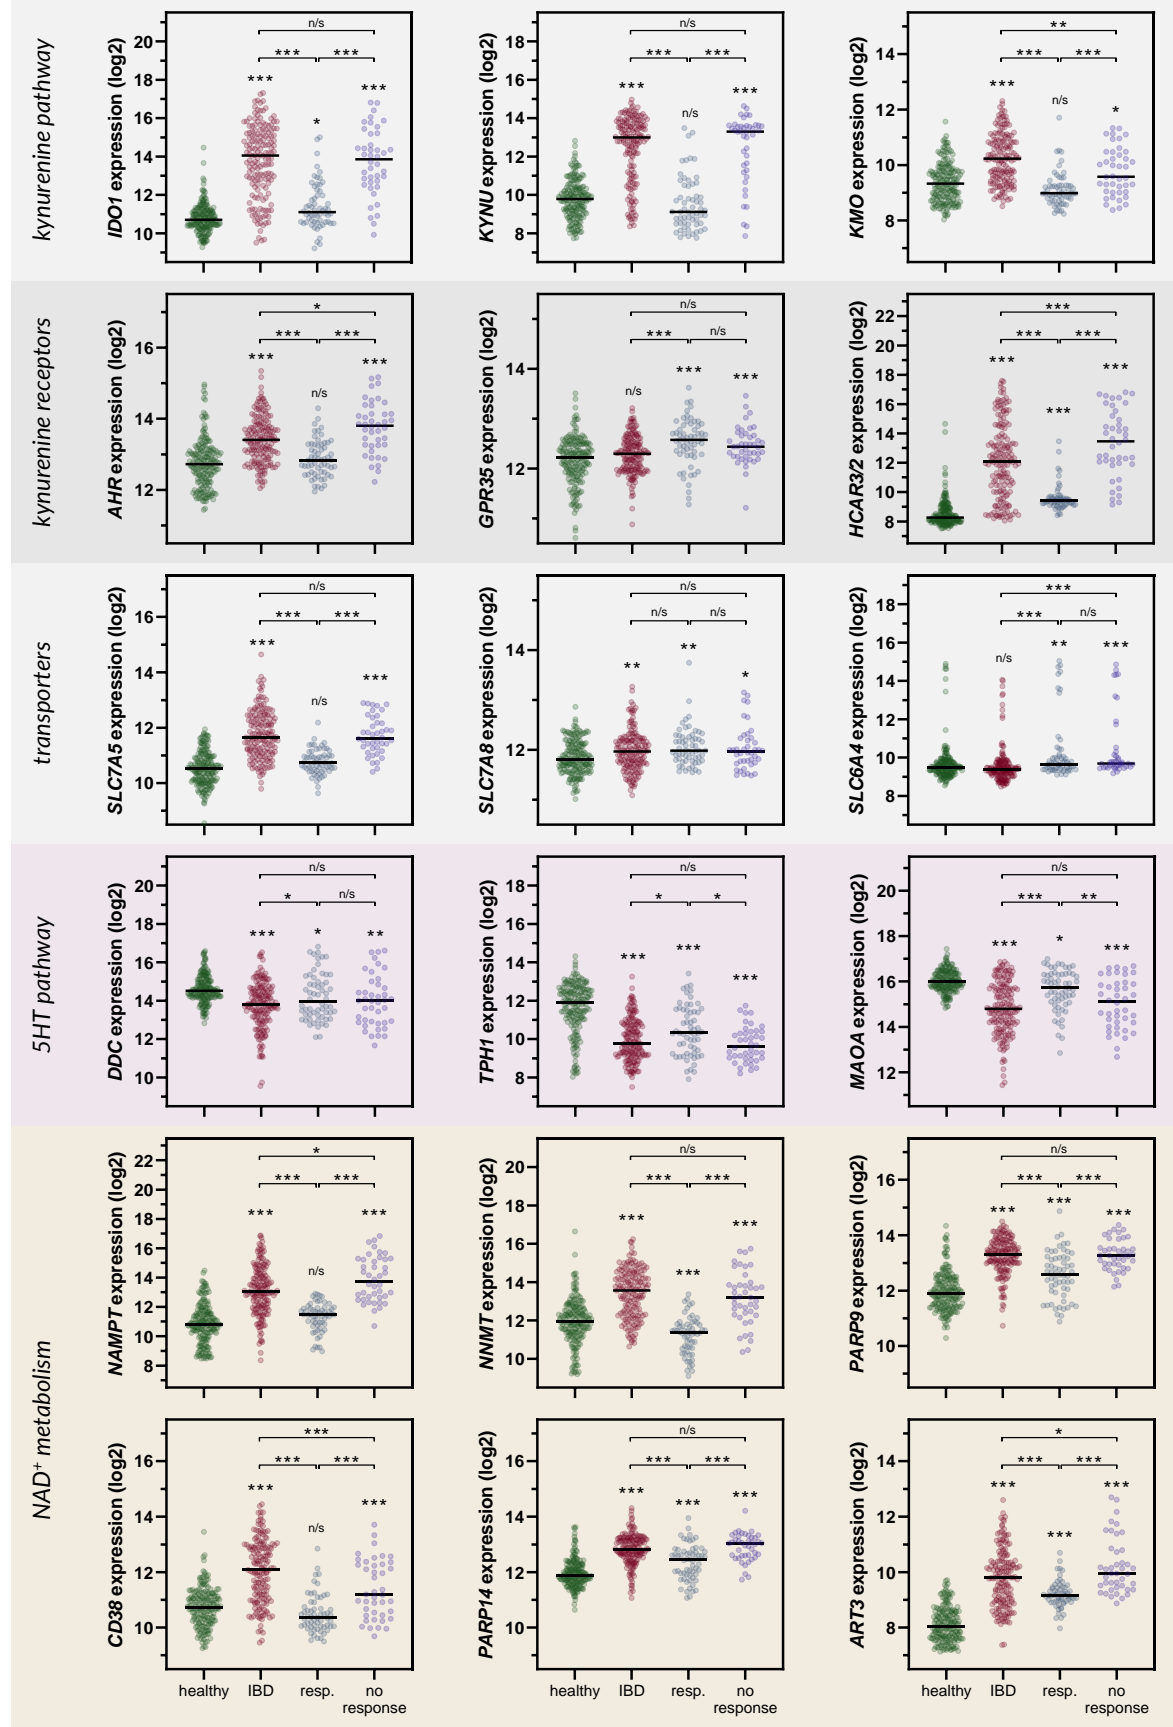 kynurenine pathway
IDO1 expression (log2)
20
18
16
14
12
10
n/s
*** ***
*** * ***
KYNU expression (log2)
18
16
14
12
10
8
n/s
*** ***
*** n/s ***
KMO expression (log2)
14
12
10
8
**
*** ***
*** n/s *
kynurenine receptors
AHR expression (log2)
16
14
12
*
*** ***
*** n/s ***
GPR35 expression (log2)
14
12
n/s
*** n/s
n/s *** ***
HCAR3/2 expression (log2)
22
20
18
16
14
12
10
8
***
*** ***
*** *** ***
transporters
SLC7A5 expression (log2)
16
14
12
10
n/s
*** ***
*** n/s ***
SLC7A8 expression (log2)
14
12
n/s
n/s n/s
** ** *
SLC6A4 expression (log2)
18
16
14
12
10
8
***
*** n/s
n/s ** ***
5HT pathway
DDC expression (log2)
20
18
16
14
12
10
n/s
* n/s
*** * **
TPH1 expression (log2)
18
16
14
12
10
8
n/s
* *
*** *** ***
MAOA expression (log2)
20
18
16
14
12
n/s
*** **
*** * ***
NAD+ metabolism
NAMPT expression (log2)
22
20
18
16
14
12
10
8
*
*** ***
*** n/s ***
NNMT expression (log2)
20
18
16
14
12
10
n/s
*** ***
*** *** ***
PARP9 expression (log2)
16
14
12
10
n/s
*** ***
*** *** ***
CD38 expression (log2)
16
14
12
10
***
*** ***
*** n/s ***
healthy IBD resp. no response
PARP14 expression (log2)
16
14
12
10
n/s
*** ***
*** *** ***
healthy IBD resp. no response
ART3 expression (log2)
14
12
10
8
*
*** ***
*** *** ***
healthy IBD resp. no response